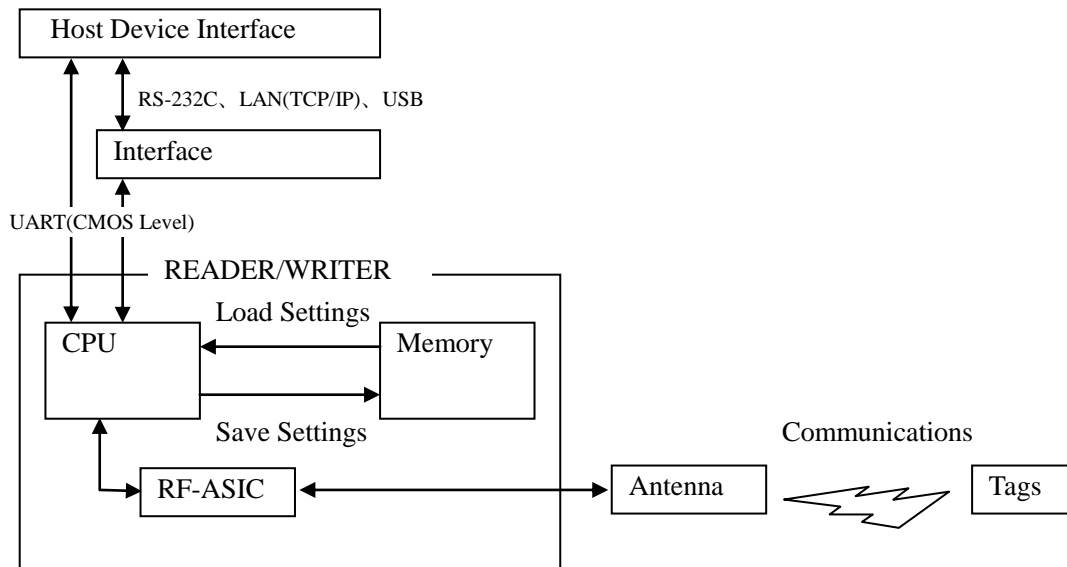 Host Device Interface
RS-232C、LAN(TCP/IP)、USB
Interface
UART(CMOS Level)
READER/WRITER
Load Settings
CPU
Memory
Save Settings
Communications
RF-ASIC
Antenna
Tags